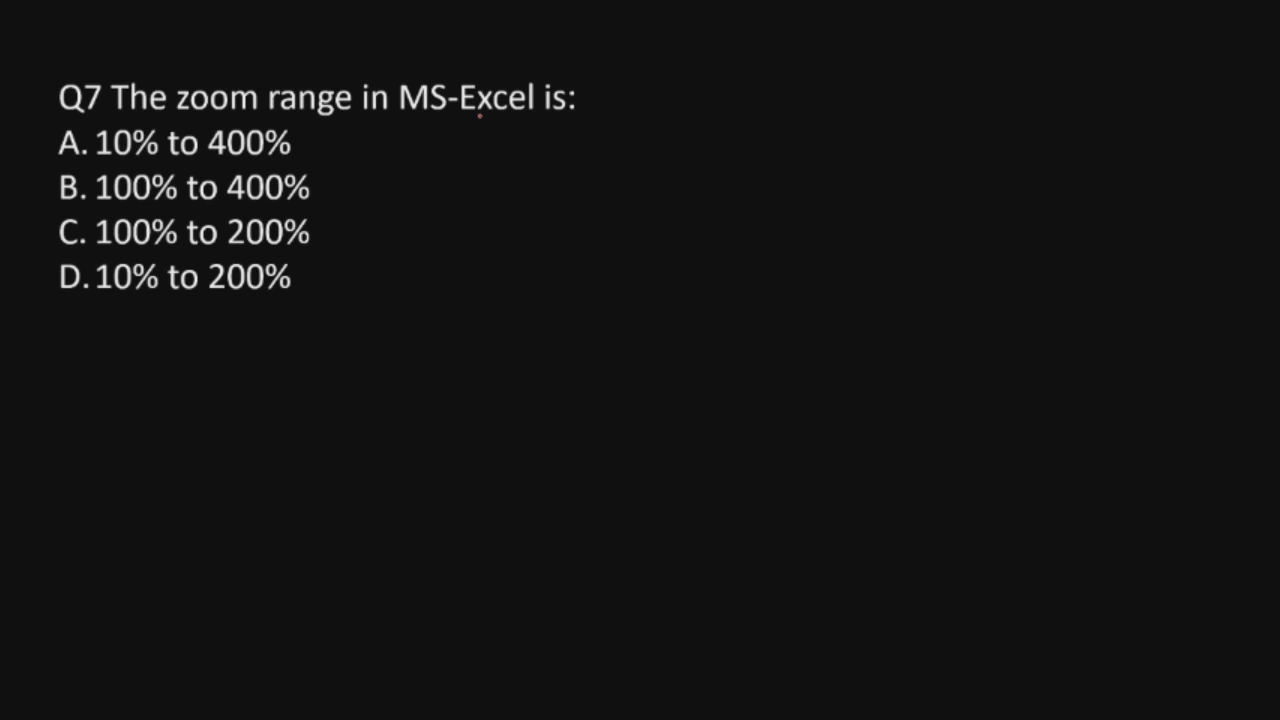 Q7 The zoom range in MS-Excel is:
A. 10% to 400%
B. 100% to 400%
C. 100% to 200%
D. 10% to 200%